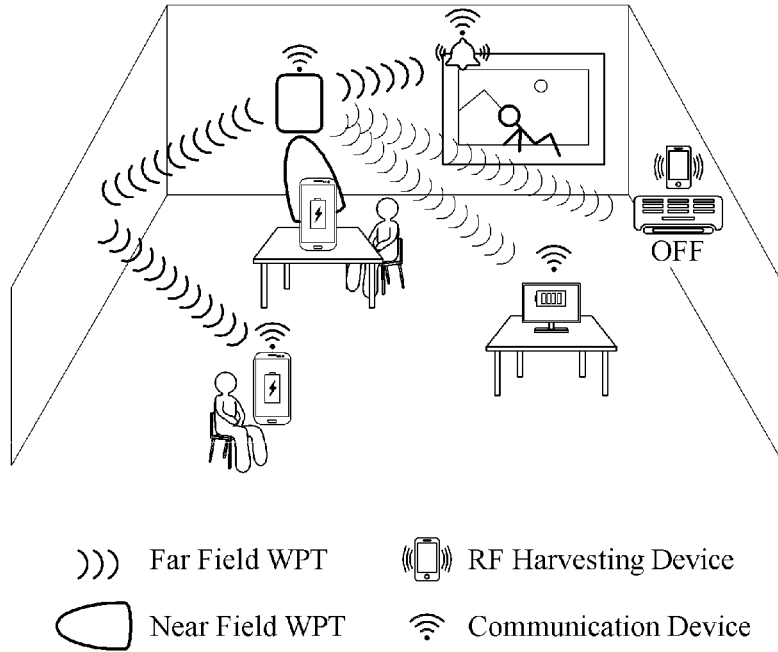 OFF
Far Field WPT
RF Harvesting Device
Near Field WPT
Communication Device